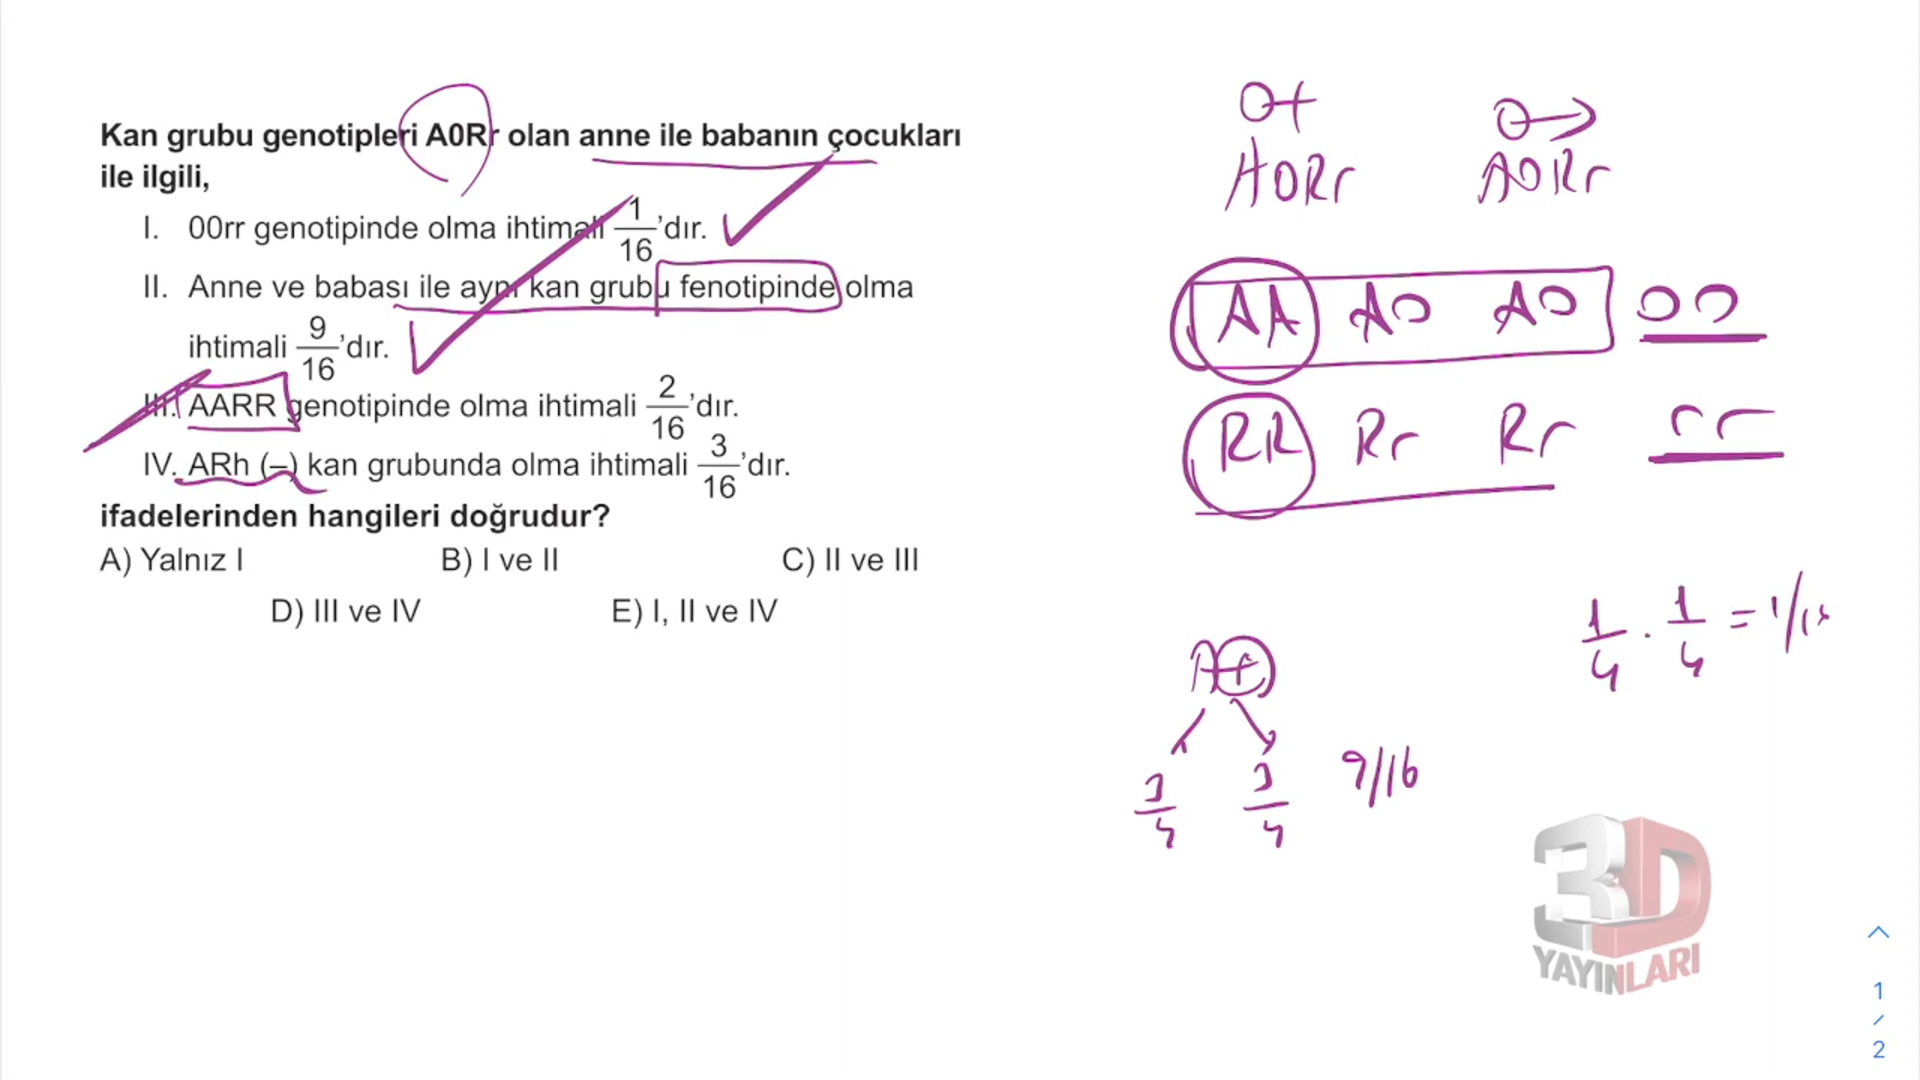 Kan grubu genotipleri A0Rr olan anne ile babanın çocukları
ile ilgili,
I. 00rr genotipinde olma ihtimali 1/16 ’dır.
II. Anne ve babası ile aynı kan grubu fenotipinde olma
ihtimali 9/16 ’dır.
III. AARR genotipinde olma ihtimali 2/16 ’dır.
IV. ARh (–) kan grubunda olma ihtimali 3/16 ’dır.
ifadelerinden hangileri doğrudur?
A) Yalnız I B) I ve II C) II ve III
D) III ve IV E) I, II ve IV
A0Rr A0Rr
AA A0 A0 00
RR Rr Rr rr
1/4 . 1/4 =
A+
3/4 3/4 9/16
3D
YAYINLARI
1
/
2